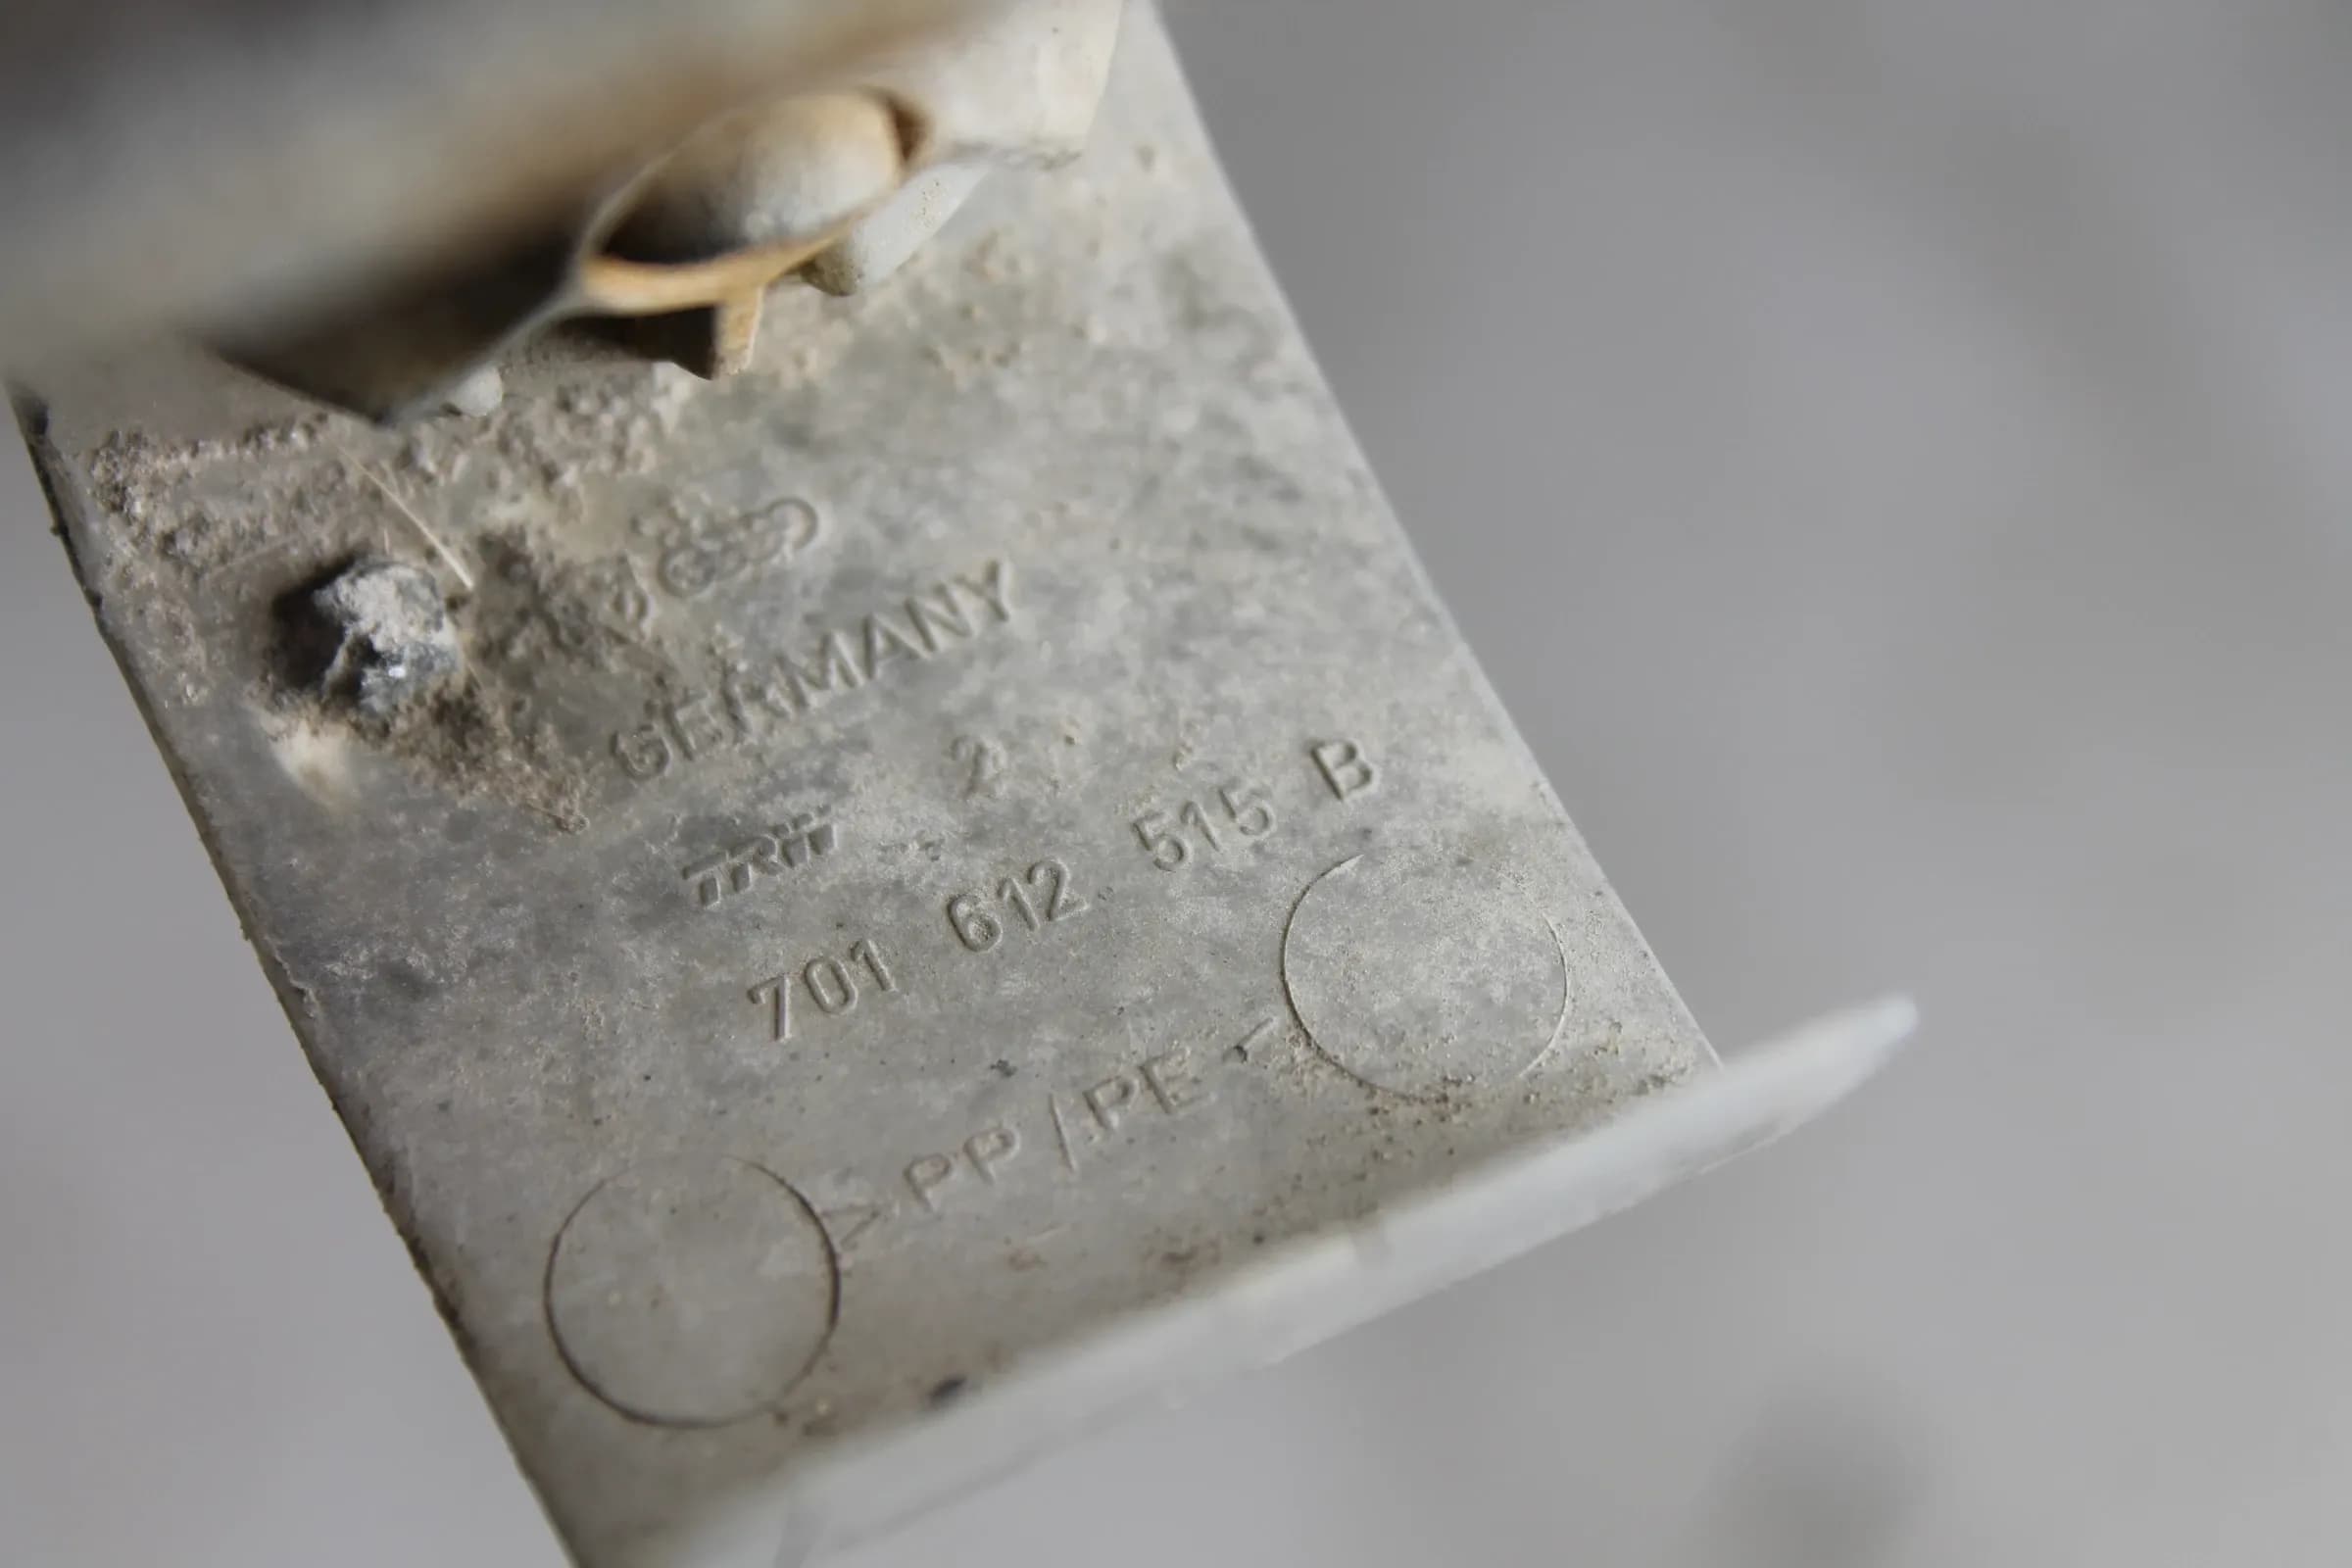 GERMANY
2
TRW
701 612 515 B
>PP/PE<